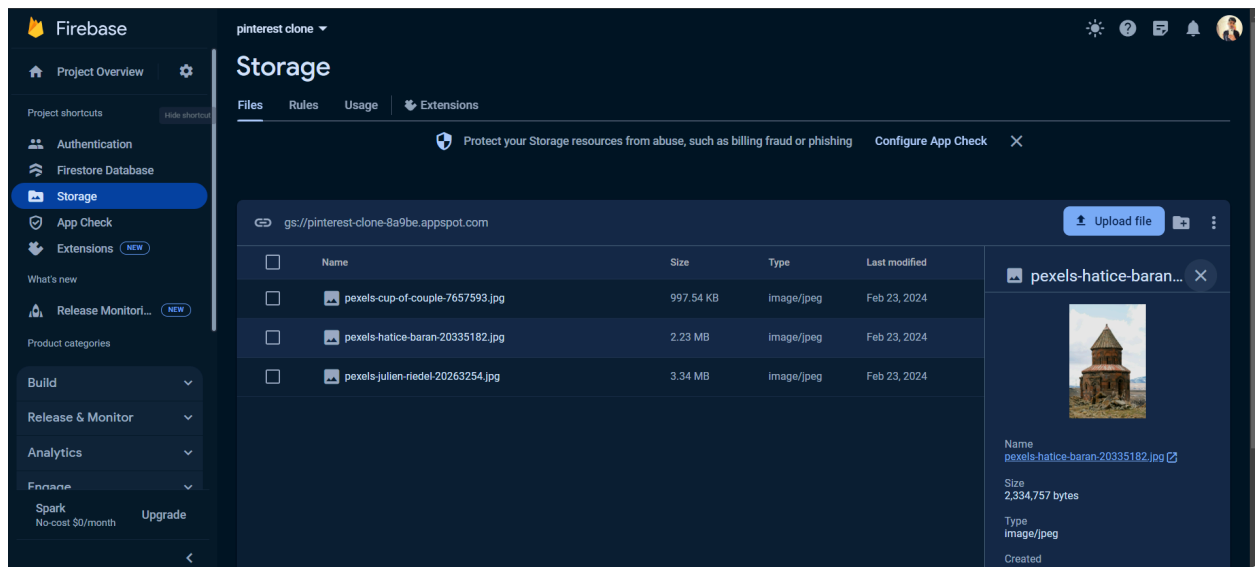 Firebase
pinterest clone
Project Overview
Storage
Files Rules Usage Extensions
Project shortcuts
Hide shortcut
Protect your Storage resources from abuse, such as billing fraud or phishing Configure App Check
Authentication
Firestore Database
Storage
App Check
Extensions NEW
What's new
Release Monitori... NEW
Product categories
Build
Release & Monitor
Analytics
Engage
Spark
No-cost $0/month
Upgrade
gs://pinterest-clone-8a9be.appspot.com
Upload file
Name Size Type Last modified
pexels-cup-of-couple-7657593.jpg 997.54 KB image/jpeg Feb 23, 2024
pexels-hatice-baran-20335182.jpg 2.23 MB image/jpeg Feb 23, 2024
pexels-julien-riedel-20263254.jpg 3.34 MB image/jpeg Feb 23, 2024
pexels-hatice-baran...
Name
pexels-hatice-baran-20335182.jpg
Size
2,334,757 bytes
Type
image/jpeg
Created